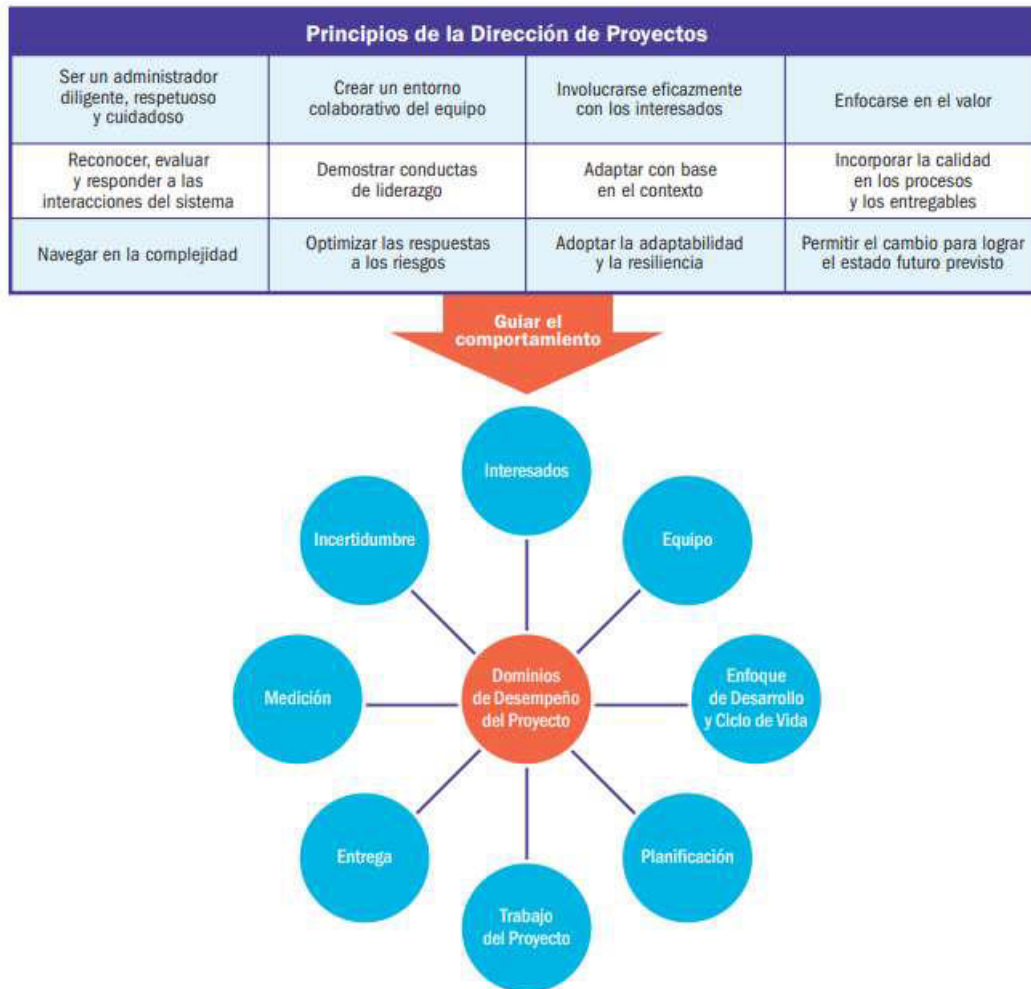 Principios de la Dirección de Proyectos
Ser un administrador
diligente, respetuoso
y cuidadoso
Crear un entorno
colaborativo del equipo
Involucrarse eficazmente
con los interesados
Enfocarse en el valor
Reconocer, evaluar
y responder a las
interacciones del sistema
Demostrar conductas
de liderazgo
Adaptar con base
en el contexto
Incorporar la calidad
en los procesos
y los entregables
Navegar en la complejidad
Optimizar las respuestas
a los riesgos
Adoptar la adaptabilidad
y la resiliencia
Permitir el cambio para lograr
el estado futuro previsto
Guiar el
comportamiento
Interesados
Incertidumbre
Equipo
Medición
Dominios
de Desempeño
del Proyecto
Enfoque
de Desarrollo
y Ciclo de Vida
Entrega
Planificación
Trabajo
del Proyecto